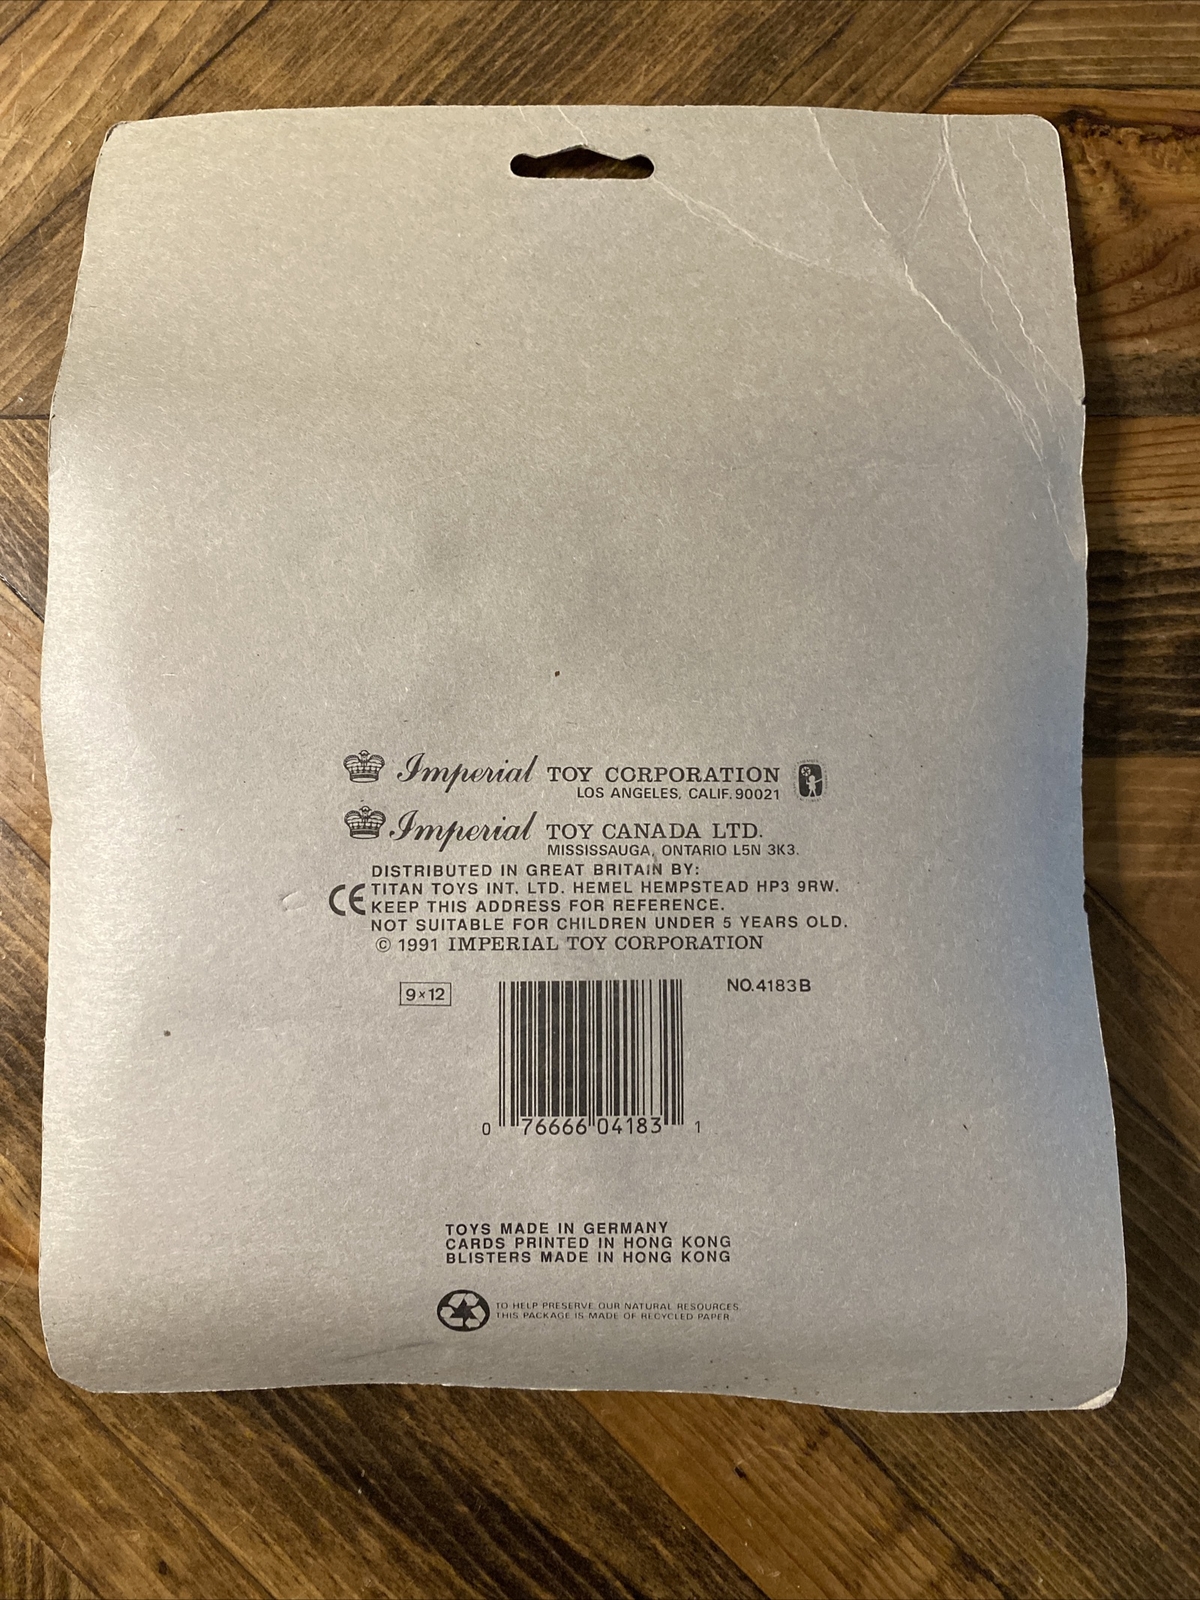 Imperial TOY CORPORATION
LOS ANGELES, CALIF. 90021
Imperial TOY CANADA LTD.
MISSISSAUGA, ONTARIO L5N 3K3.
DISTRIBUTED IN GREAT BRITAIN BY:
CE TITAN TOYS INT. LTD. HEMEL HEMPSTEAD HP3 9RW.
KEEP THIS ADDRESS FOR REFERENCE.
NOT SUITABLE FOR CHILDREN UNDER 5 YEARS OLD.
© 1991 IMPERIAL TOY CORPORATION
9×12
NO.4183B
0 76666 04183 1
TOYS MADE IN GERMANY
CARDS PRINTED IN HONG KONG
BLISTERS MADE IN HONG KONG
TO HELP PRESERVE OUR NATURAL RESOURCES,
THIS PACKAGE IS MADE OF RECYCLED PAPER